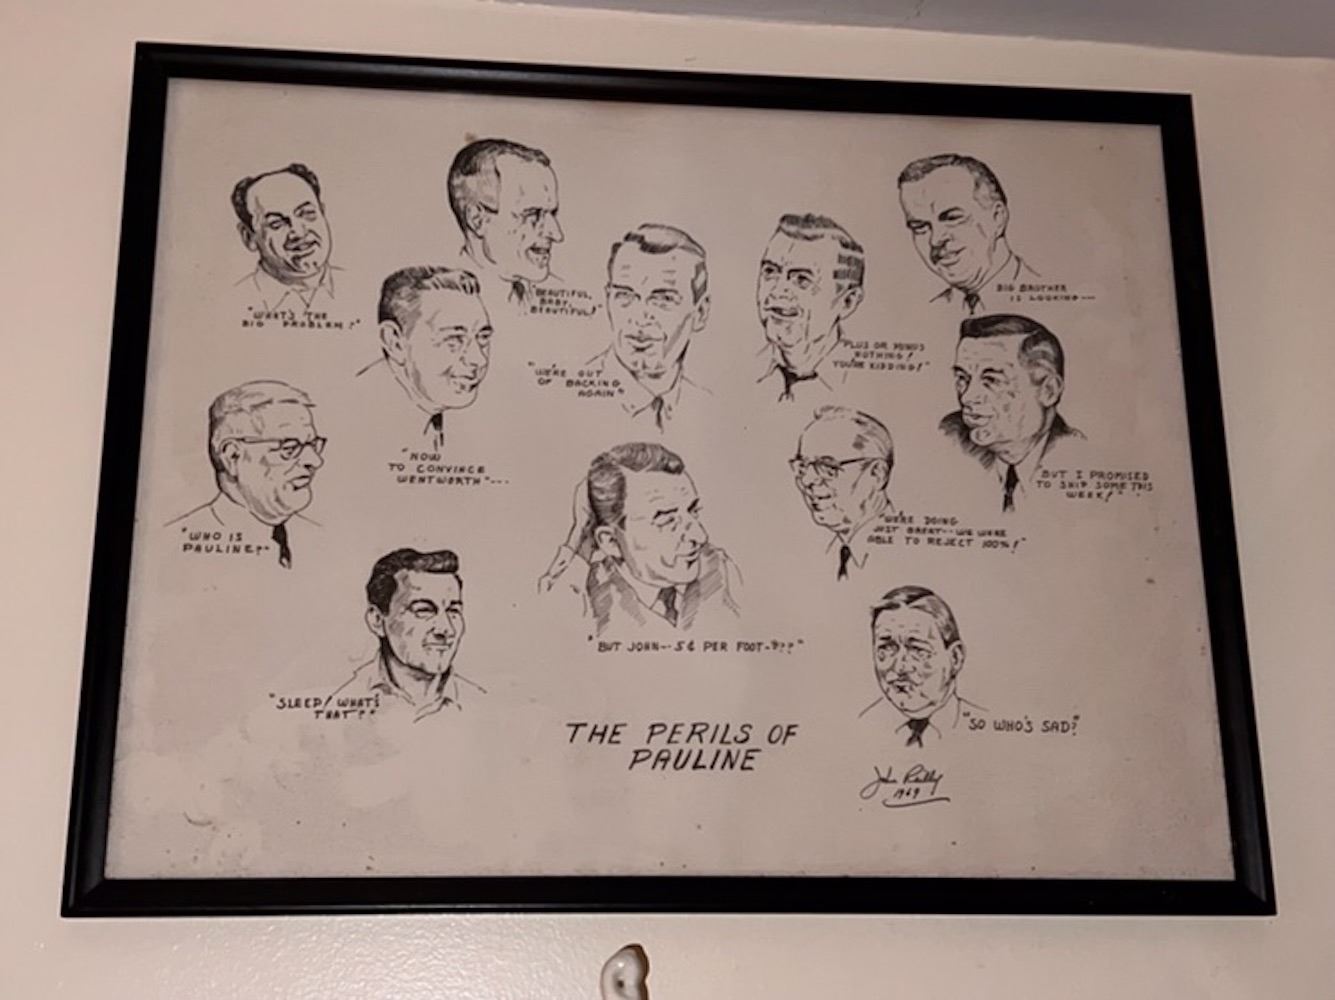 "WHAT'S THE
BIG PROBLEM?"
"BEAUTIFUL,
BABY,
BEAUTIFUL!"
BIG BROTHER
IS LOOKING---
"PLUS OR MINUS
NOTHING!
YOU'RE KIDDING!"
"WE'RE OUT
OF BACKING
AGAIN"
"NOW
TO CONVINCE
WENTWORTH"---
"BUT I PROMISED
TO SHIP SOME THIS
WEEK!"
"WHO IS
PAULINE?"
"WE'RE DOING
JUST GREAT--WE WERE
ABLE TO REJECT 100%!"
"BUT JOHN--5¢ PER FOOT-???"
"SLEEP! WHAT'S
THAT?"
"SO WHO'S SAD?"
THE PERILS OF
PAULINE
John Reilly
1969